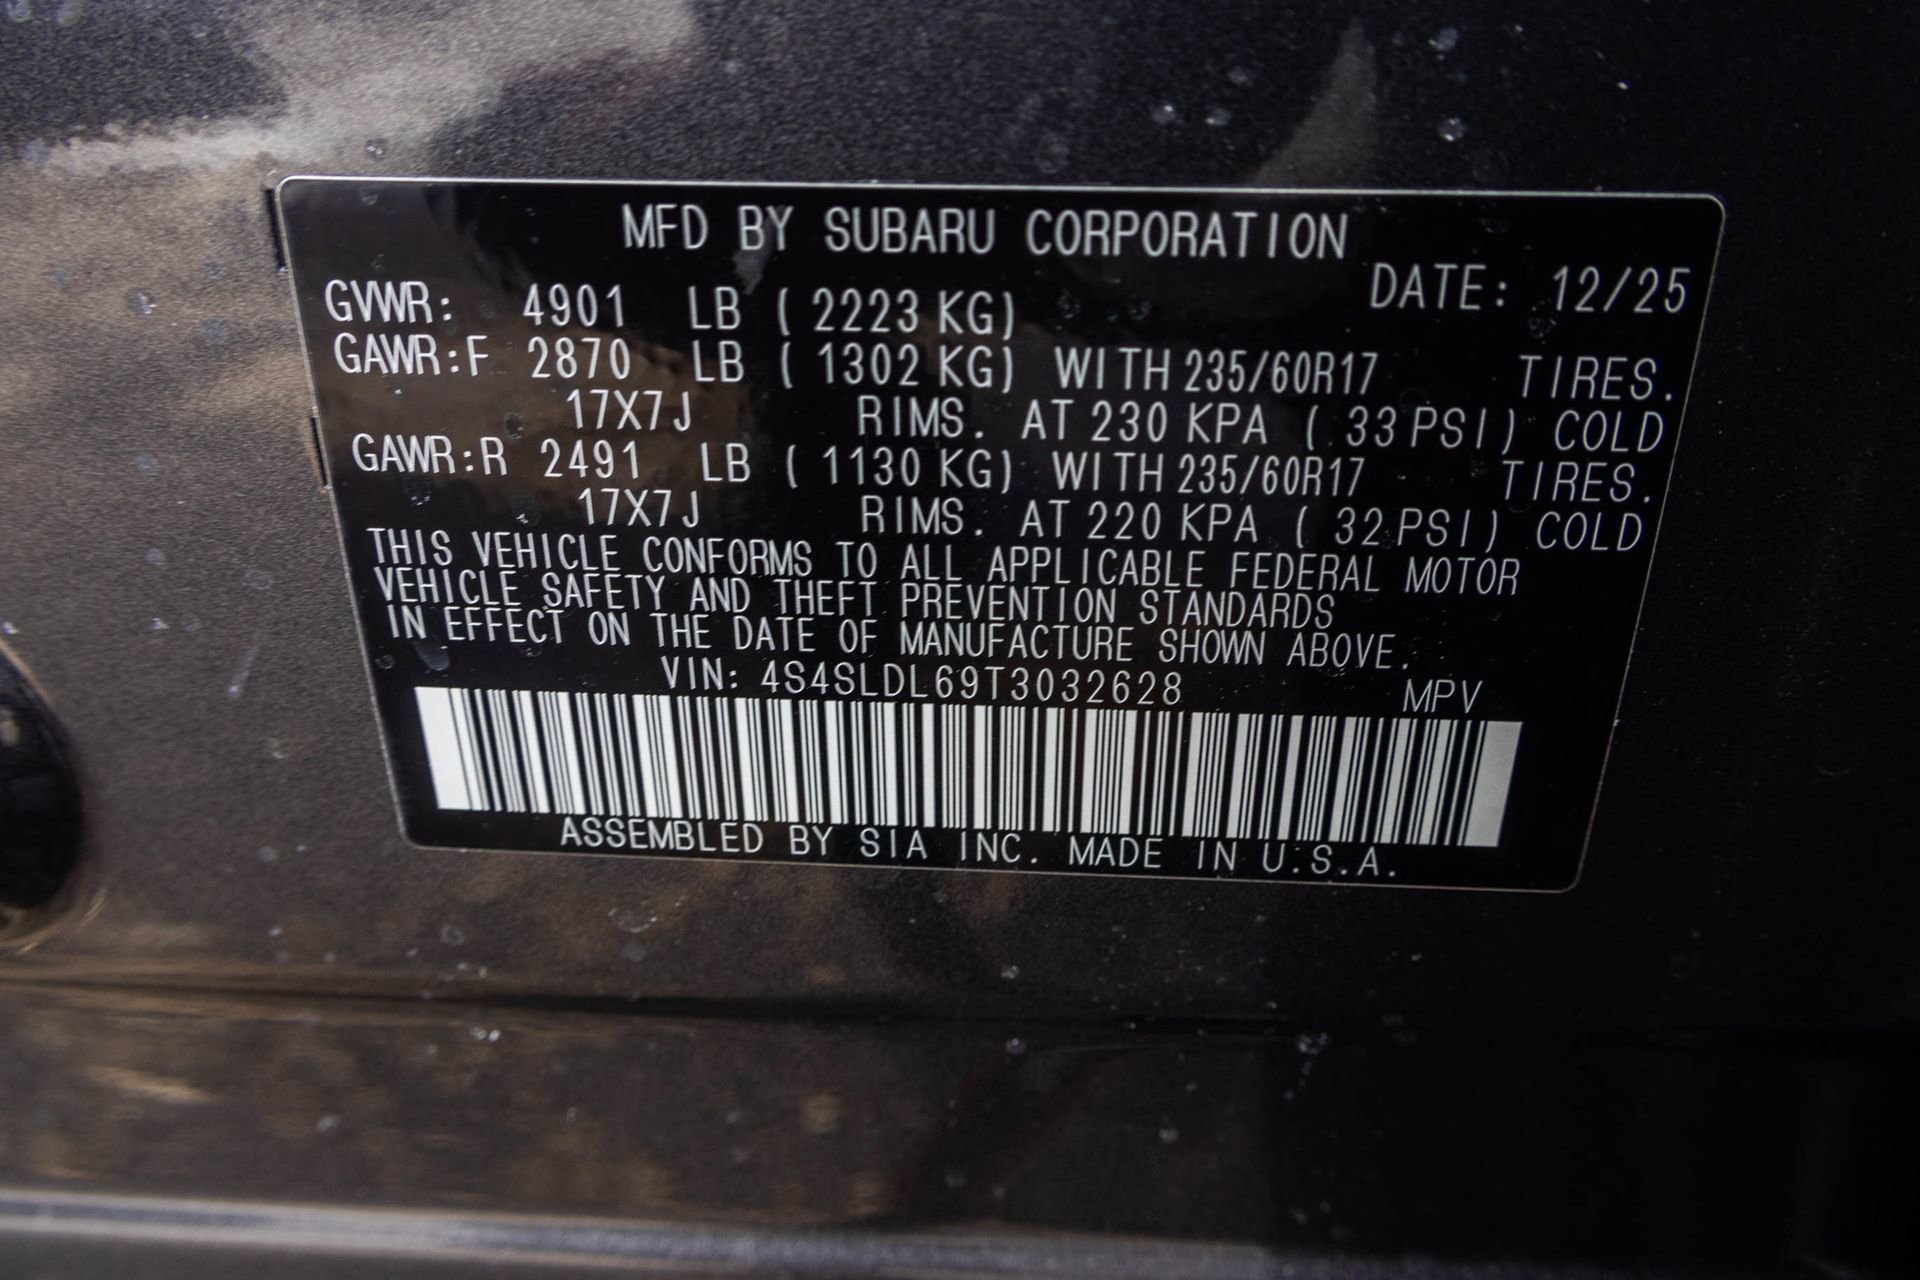 MFD BY SUBARU CORPORATION
DATE: 12/25
GVWR: 4901 LB ( 2223 KG)
GAWR:F 2870 LB ( 1302 KG) WITH 235/60R17 TIRES.
17X7J RIMS. AT 230 KPA ( 33 PSI) COLD
GAWR:R 2491 LB ( 1130 KG) WITH 235/60R17 TIRES.
17X7J RIMS. AT 220 KPA ( 32 PSI) COLD
THIS VEHICLE CONFORMS TO ALL APPLICABLE FEDERAL MOTOR
VEHICLE SAFETY AND THEFT PREVENTION STANDARDS
IN EFFECT ON THE DATE OF MANUFACTURE SHOWN ABOVE.
VIN: 4S4SLDL69T3032628 MPV
ASSEMBLED BY SIA INC. MADE IN U.S.A.